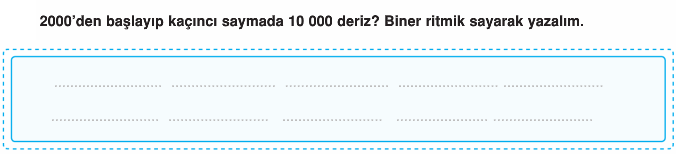 2000’den başlayıp kaçıncı saymada 10 000 deriz? Biner ritmik sayarak yazalım.